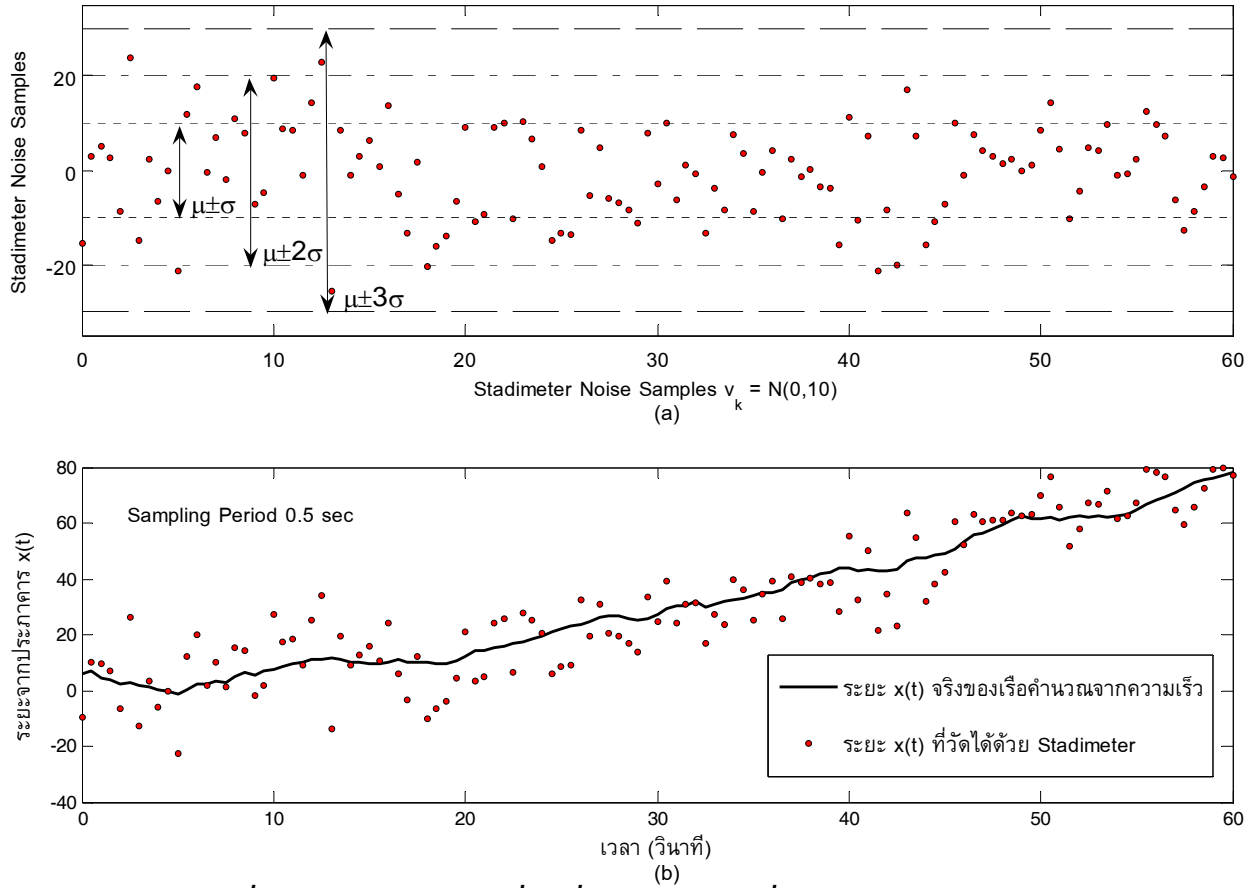 Stadimeter Noise Samples
20
0
-20
μ±σ
μ±2σ
μ±3σ
0 10 20 30 40 50 60
Stadimeter Noise Samples v_k = N(0,10)
(a)
ระยะจากประภาคาร x(t)
80
60
40
20
0
-20
-40
Sampling Period 0.5 sec
ระยะ x(t) จริงของเรือคำนวณจากความเร็ว
ระยะ x(t) ที่วัดได้ด้วย Stadimeter
0 10 20 30 40 50 60
เวลา (วินาที)
(b)